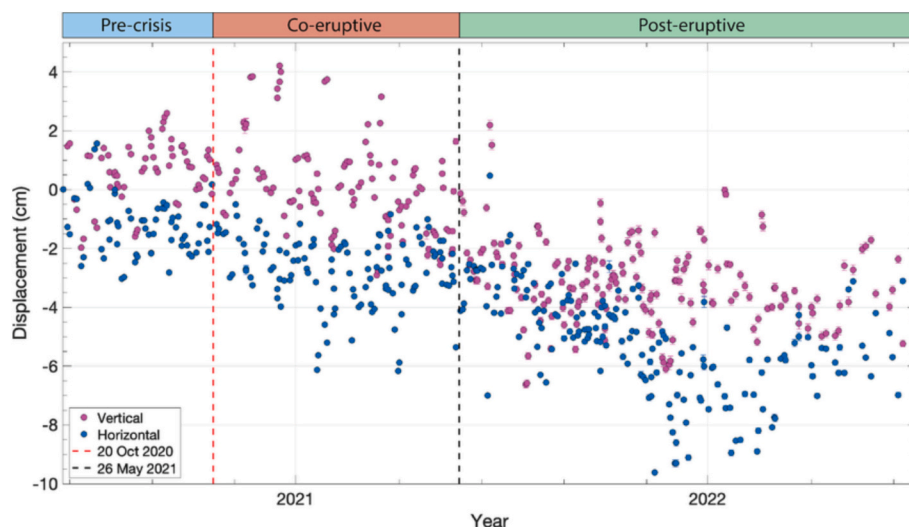 Pre-crisis Co-eruptive Post-eruptive
4
2
0
-2
-4
-6
-8
-10
Displacement (cm)
Vertical
Horizontal
20 Oct 2020
26 May 2021
2021 2022
Year